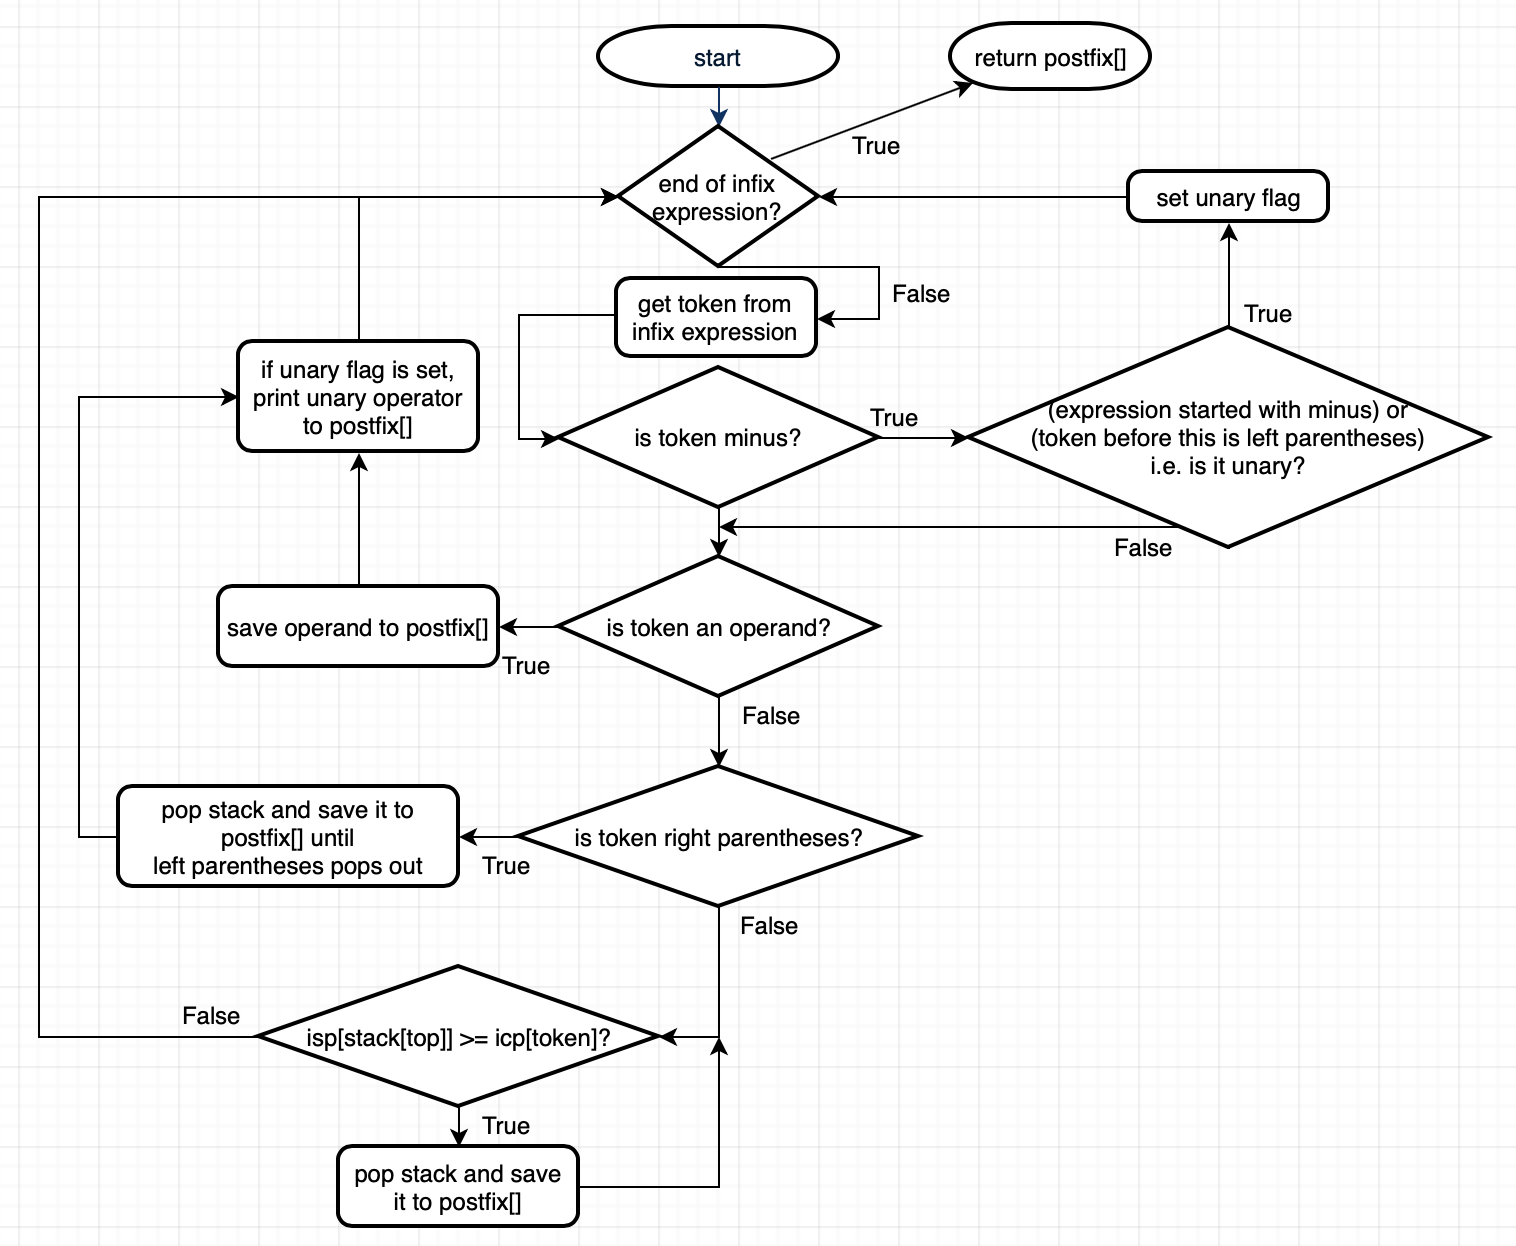 start
return postfix[]
True
end of infix
expression?
set unary flag
False
get token from
infix expression
True
if unary flag is set,
print unary operator
to postfix[]
is token minus?
True
(expression started with minus) or
(token before this is left parentheses)
i.e. is it unary?
False
save operand to postfix[]
True
is token an operand?
False
pop stack and save it to
postfix[] until
left parentheses pops out
True
is token right parentheses?
False
False
isp[stack[top]] >= icp[token]?
True
pop stack and save
it to postfix[]